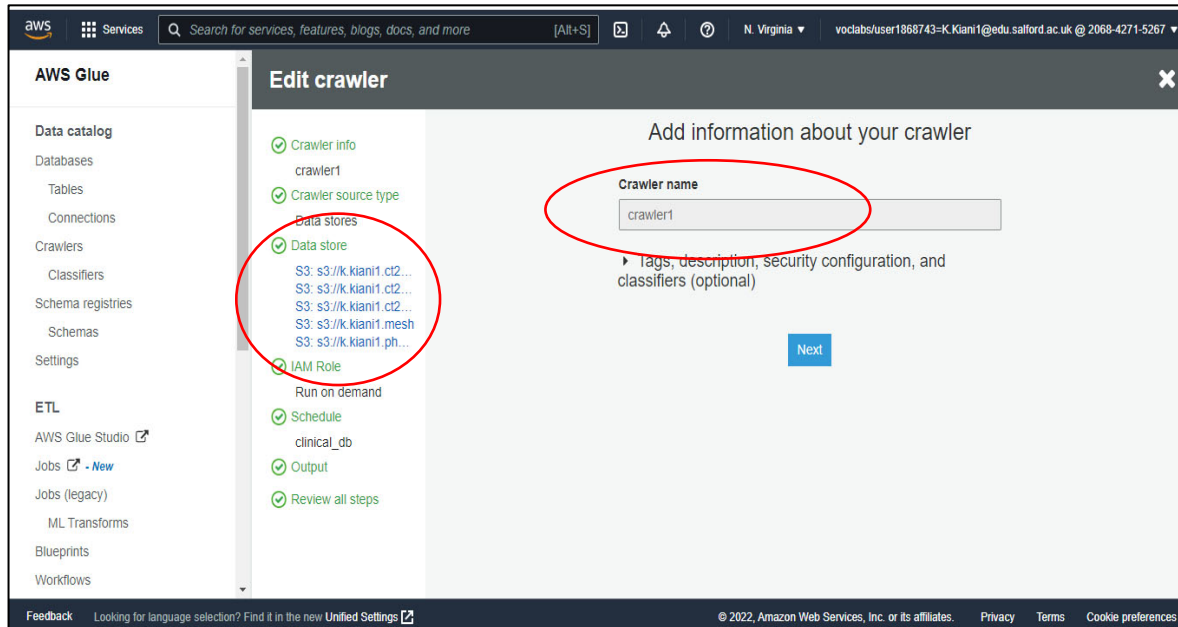 aws
Services
Search for services, features, blogs, docs, and more
[Alt+S]
N. Virginia
voclabs/user1868743=K.Kiani1@edu.salford.ac.uk @ 2068-4271-5267
AWS Glue
Data catalog
Databases
Tables
Connections
Crawlers
Classifiers
Schema registries
Schemas
Settings
ETL
AWS Glue Studio
Jobs - New
Jobs (legacy)
ML Transforms
Blueprints
Workflows
Edit crawler
Crawler info
crawler1
Crawler source type
Data stores
Data store
S3: s3://k.kiani1.ct2...
S3: s3://k.kiani1.ct2...
S3: s3://k.kiani1.ct2...
S3: s3://k.kiani1.mesh
S3: s3://k.kiani1.ph...
IAM Role
Run on demand
Schedule
clinical_db
Output
Review all steps
Add information about your crawler
Crawler name
crawler1
Tags, description, security configuration, and
classifiers (optional)
Next
Feedback
Looking for language selection? Find it in the new Unified Settings
© 2022, Amazon Web Services, Inc. or its affiliates.
Privacy
Terms
Cookie preferences